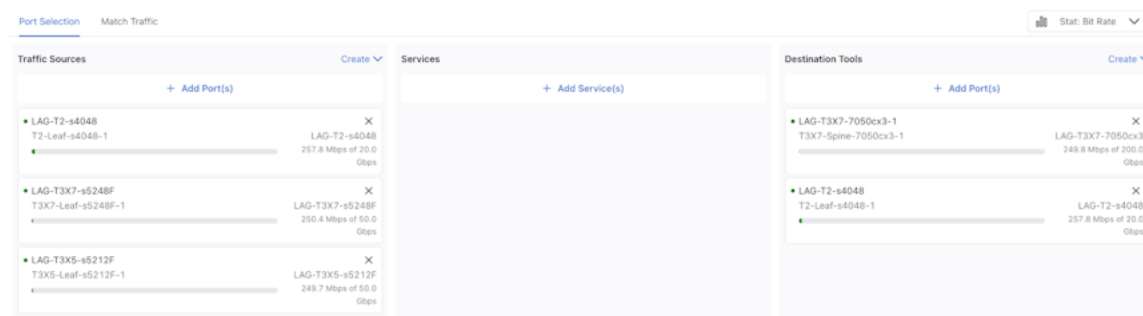 Port Selection
Match Traffic
Stat: Bit Rate
Traffic Sources
Create
+ Add Port(s)
LAG-T2-s4048
T2-Leaf-s4048-1
LAG-T2-s4048
257.8 Mbps of 20.0
Gbps
LAG-T3X7-s5248F
T3X7-Leaf-s5248F-1
LAG-T3X7-s5248F
250.4 Mbps of 50.0
Gbps
LAG-T3X5-s5212F
T3X5-Leaf-s5212F-1
LAG-T3X5-s5212F
249.7 Mbps of 50.0
Gbps
Services
+ Add Service(s)
Destination Tools
Create
+ Add Port(s)
LAG-T3X7-7050cx3-1
T3X7-Spine-7050cx3-1
LAG-T3X7-7050cx3
249.8 Mbps of 200.0
Gbps
LAG-T2-s4048
T2-Leaf-s4048-1
LAG-T2-s4048
257.8 Mbps of 20.0
Gbps